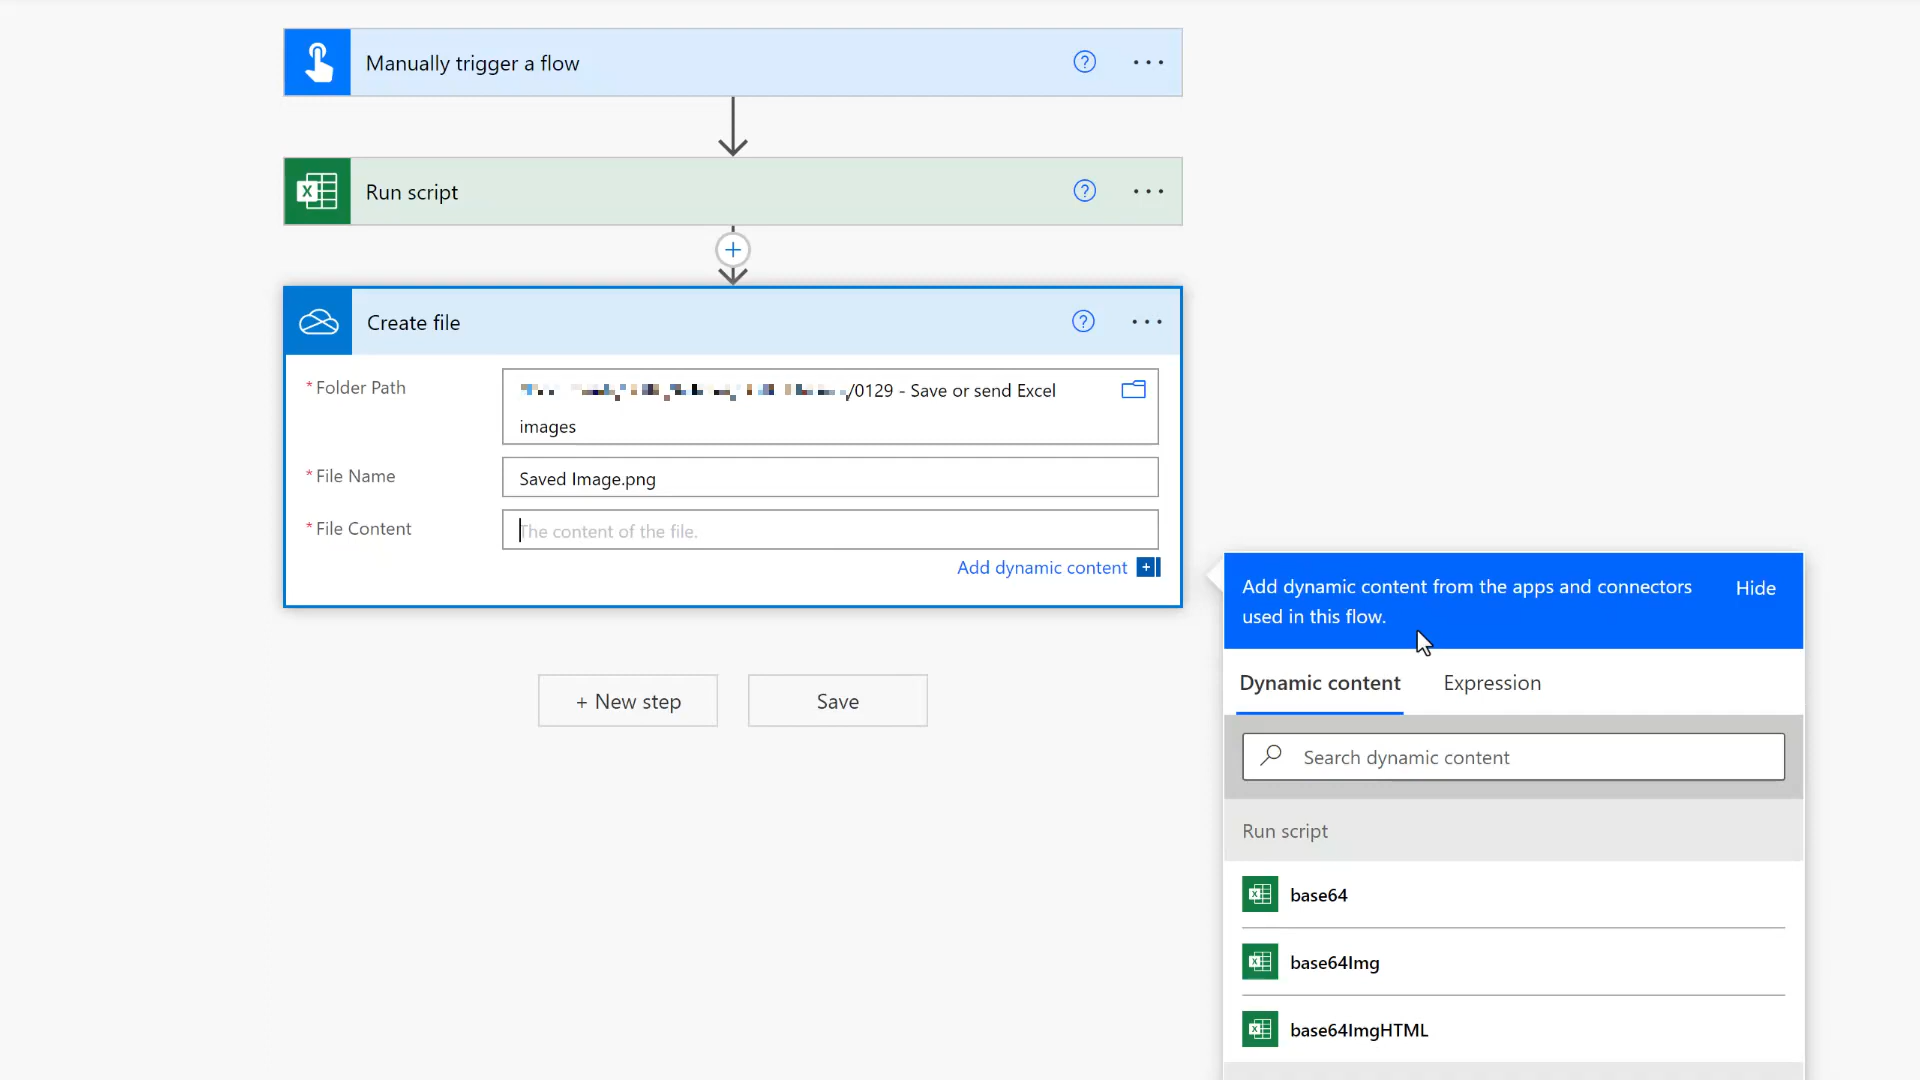 Manually trigger a flow
Run script
Create file
* Folder Path
/0129 - Save or send Excel
images
* File Name
Saved Image.png
* File Content
The content of the file.
Add dynamic content
+ New step
Save
Add dynamic content from the apps and connectors
used in this flow.
Hide
Dynamic content
Expression
Search dynamic content
Run script
base64
base64Img
base64ImgHTML